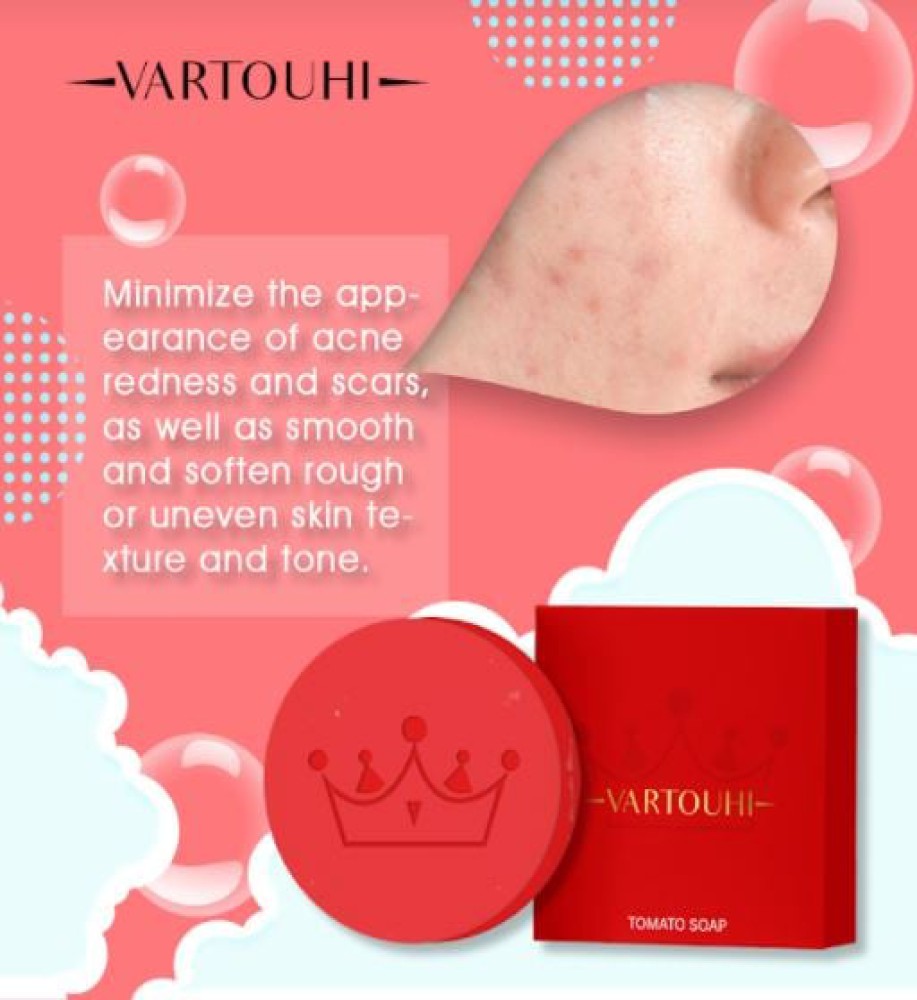 VARTOUHI
Minimize the app-
earance of acne
redness and scars,
as well as smooth
and soften rough
or uneven skin te-
xture and tone.
VARTOUHI
TOMATO SOAP